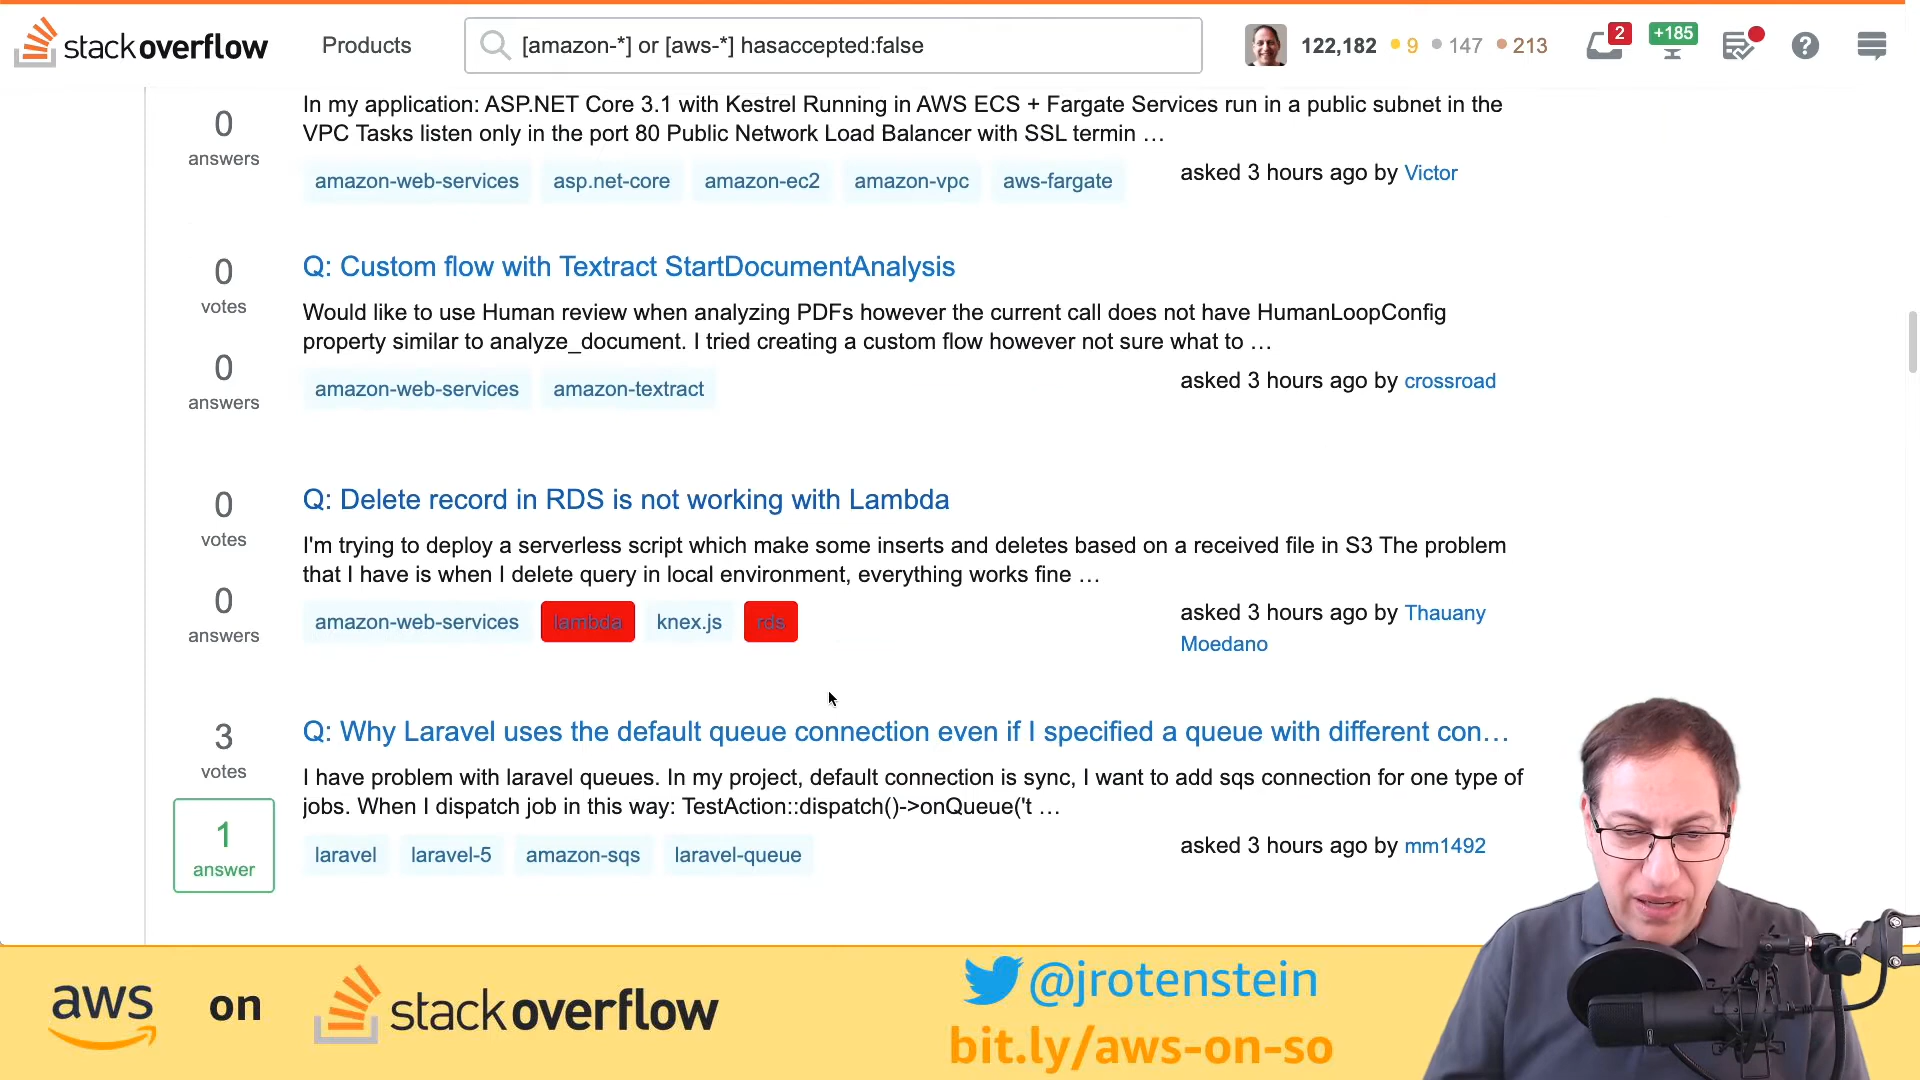 stackoverflow
Products
[amazon-*] or [aws-*] hasaccepted:false
122,182
9
147
213
2
+185
?
0
answers
In my application: ASP.NET Core 3.1 with Kestrel Running in AWS ECS + Fargate Services run in a public subnet in the
VPC Tasks listen only in the port 80 Public Network Load Balancer with SSL termin …
amazon-web-services
asp.net-core
amazon-ec2
amazon-vpc
aws-fargate
asked 3 hours ago by Victor
0
votes
0
answers
Q: Custom flow with Textract StartDocumentAnalysis
Would like to use Human review when analyzing PDFs however the current call does not have HumanLoopConfig
property similar to analyze_document. I tried creating a custom flow however not sure what to …
amazon-web-services
amazon-textract
asked 3 hours ago by crossroad
0
votes
0
answers
Q: Delete record in RDS is not working with Lambda
I'm trying to deploy a serverless script which make some inserts and deletes based on a received file in S3 The problem
that I have is when I delete query in local environment, everything works fine …
amazon-web-services
lambda
knex.js
rds
asked 3 hours ago by Thauany
Moedano
3
votes
1
answer
Q: Why Laravel uses the default queue connection even if I specified a queue with different con…
I have problem with laravel queues. In my project, default connection is sync, I want to add sqs connection for one type of
jobs. When I dispatch job in this way: TestAction::dispatch()->onQueue('t …
laravel
laravel-5
amazon-sqs
laravel-queue
asked 3 hours ago by mm1492
aws on stackoverflow
@jrotenstein
bit.ly/aws-on-so